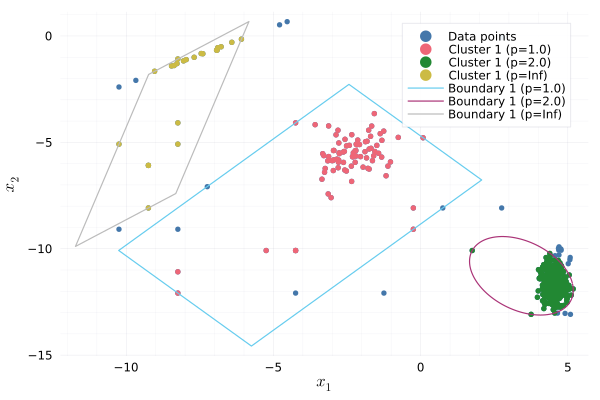 0
−5
−10
−15
x₂
Data points
Cluster 1 (p=1.0)
Cluster 1 (p=2.0)
Cluster 1 (p=Inf)
Boundary 1 (p=1.0)
Boundary 1 (p=2.0)
Boundary 1 (p=Inf)
−10 −5 0 5
x₁